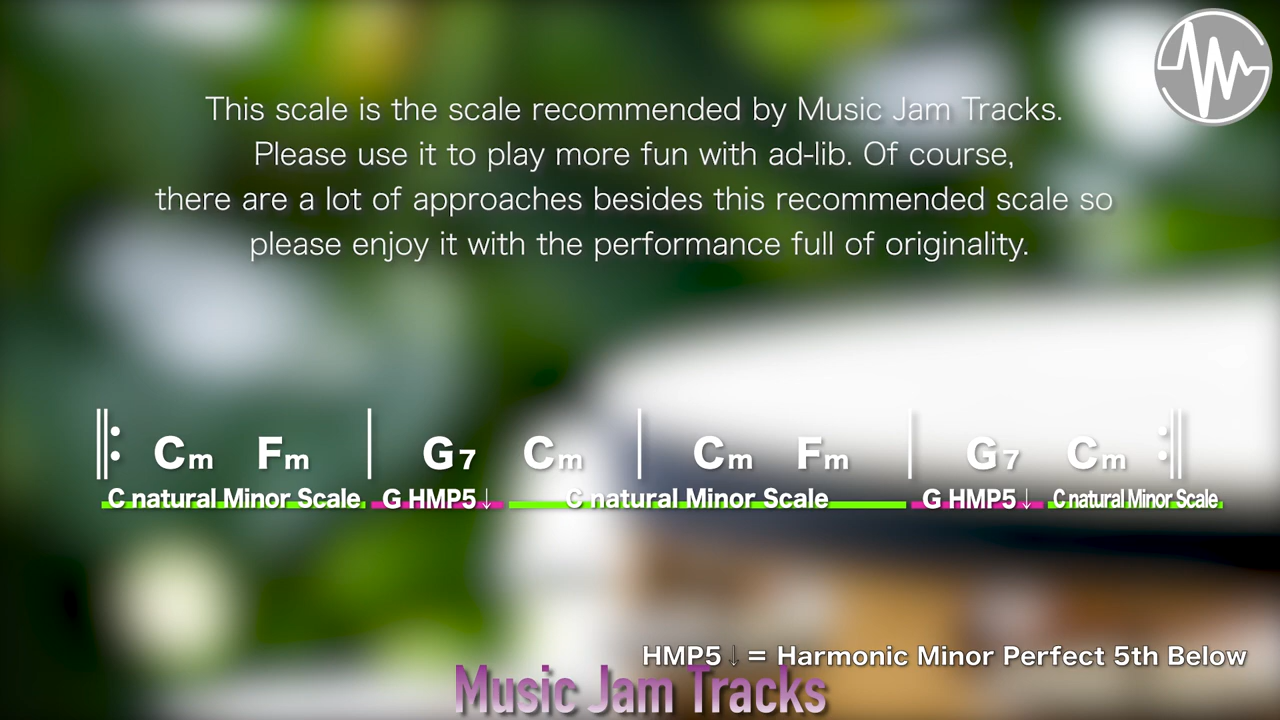 This scale is the scale recommended by Music Jam Tracks.
Please use it to play more fun with ad-lib. Of course,
there are a lot of approaches besides this recommended scale so
please enjoy it with the performance full of originality.
Cm Fm G7 Cm Cm Fm G7 Cm
C natural Minor Scale G HMP5↓ C natural Minor Scale G HMP5↓ C natural Minor Scale
HMP5↓= Harmonic Minor Perfect 5th Below
Music Jam Tracks